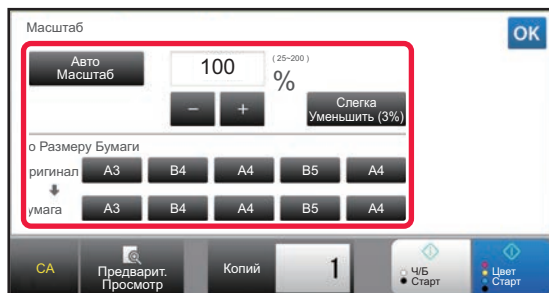 Масштаб
OK
Авто
Масштаб
100
(25~200)
%
−
+
Слегка
Уменьшить (3%)
о Размеру Бумаги
ригинал
A3
B4
A4
B5
A4
умага
A3
B4
A4
B5
A4
CA
Предварит.
Просмотр
Копий
1
Ч/Б
Старт
Цвет
Старт